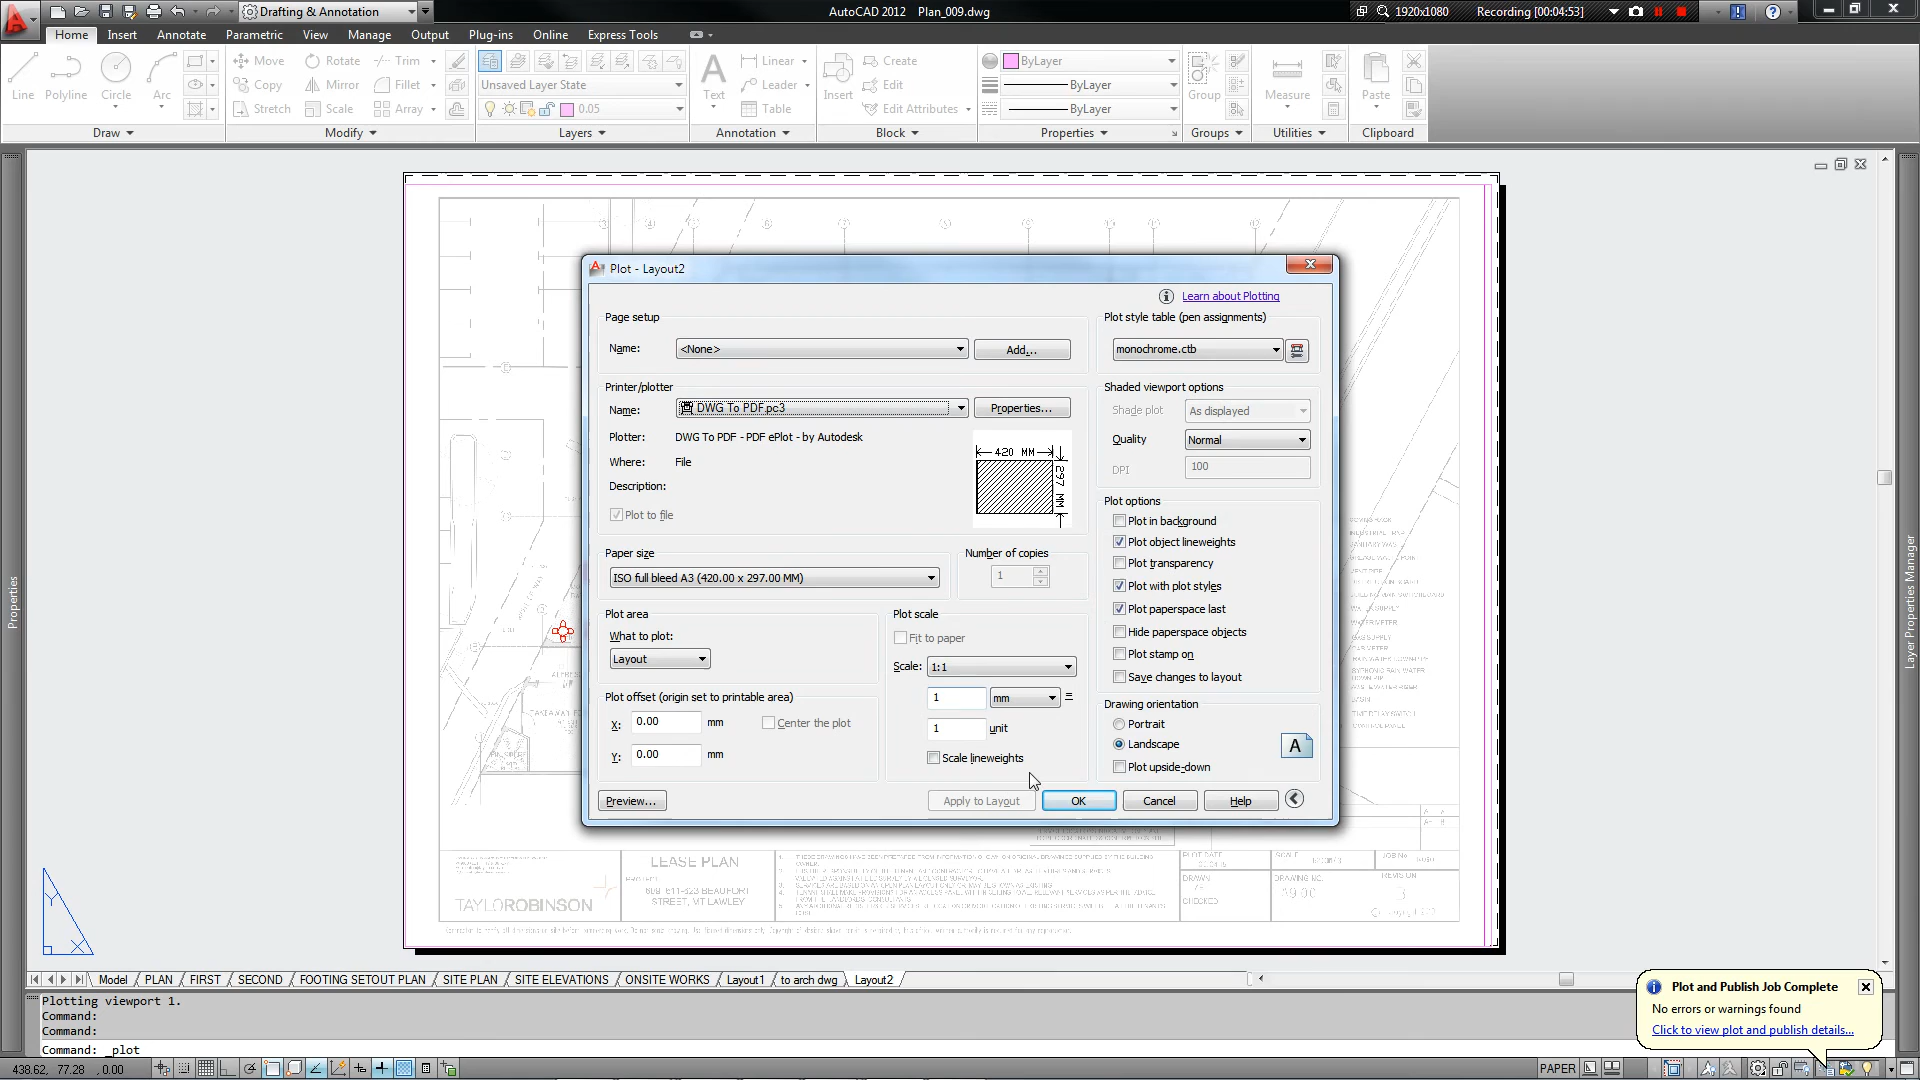 Drafting & Annotation
AutoCAD 2012 Plan_009.dwg
1920x1080
Recording [00:04:53]
Home Insert Annotate Parametric View Manage Output Plug-ins Online Express Tools
Line Polyline Circle Arc
Move Rotate Trim
Copy Mirror Fillet
Stretch Scale Array
Unsaved Layer State
0.05
Text
Linear
Leader
Table
Insert
Create
Edit
Edit Attributes
ByLayer
ByLayer
ByLayer
Group
Measure
Paste
Draw Modify Layers Annotation Block Properties Groups Utilities Clipboard
Properties
Layer Properties Manager
Plot - Layout2
Learn about Plotting
Page setup
Name: <None> Add...
Plot style table (pen assignments)
monochrome.ctb
Printer/plotter
Name: DWG To PDF.pc3 Properties...
Plotter: DWG To PDF - PDF ePlot - by Autodesk
Where: File
Description:
Plot to file
420 MM
297 MM
Shaded viewport options
Shade plot As displayed
Quality Normal
DPI 100
Paper size
ISO full bleed A3 (420.00 x 297.00 MM)
Number of copies
1
Plot options
Plot in background
Plot object lineweights
Plot transparency
Plot with plot styles
Plot paperspace last
Hide paperspace objects
Plot stamp on
Save changes to layout
Plot area
What to plot:
Layout
Plot scale
Fit to paper
Scale: 1:1
1 mm =
1 unit
Scale lineweights
Plot offset (origin set to printable area)
X: 0.00 mm Center the plot
Y: 0.00 mm
Drawing orientation
Portrait
Landscape
Plot upside-down
A
Preview... Apply to Layout OK Cancel Help
LEASE PLAN
PROJECT
STREET, MT LAWLEY
TAYLOROBINSON
PLOT DATE
SCALE
JOB No
DRAWN
CHECKED
DRAWING NO.
REVISION
Model PLAN FIRST SECOND FOOTING SETOUT PLAN SITE PLAN SITE ELEVATIONS ONSITE WORKS Layout1 to arch dwg Layout2
Plotting viewport 1.
Command:
Command:
Command: _plot
Plot and Publish Job Complete
No errors or warnings found
Click to view plot and publish details...
438.62, 77.28 , 0.00
PAPER
Y
X